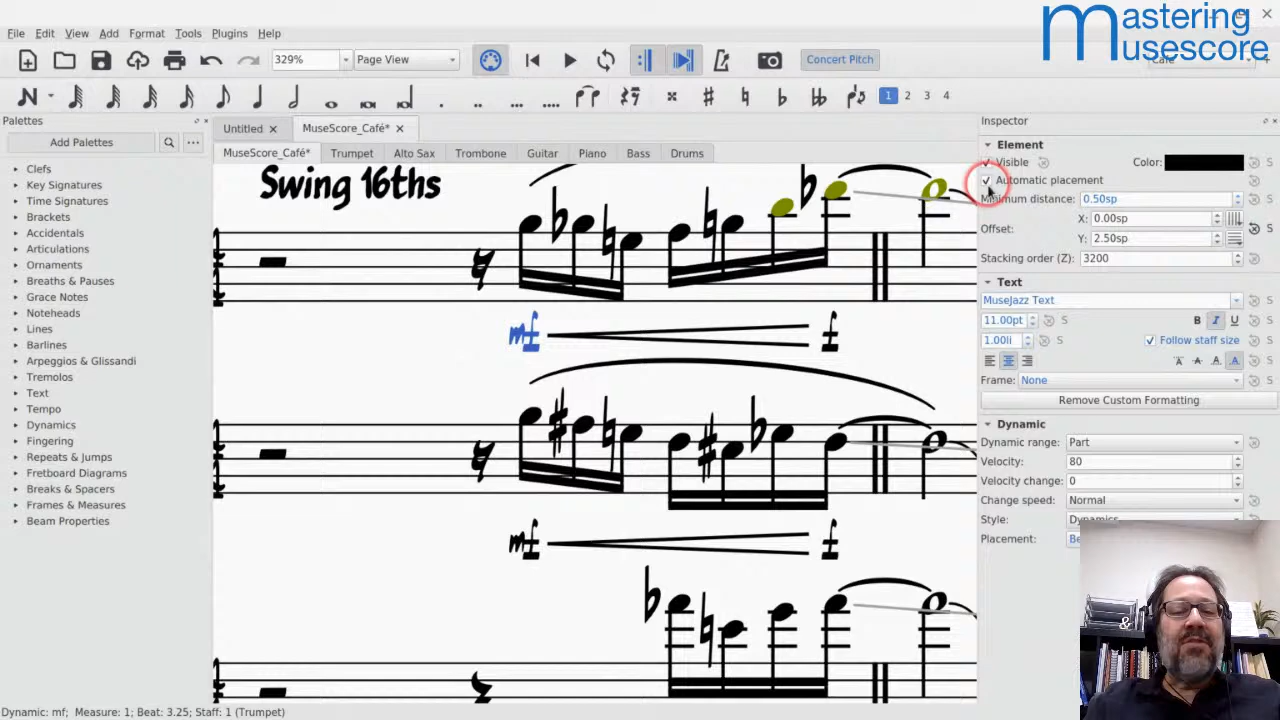 mastering
musescore
File Edit View Add Format Tools Plugins Help
329% Page View Concert Pitch
1 2 3 4
Palettes
Add Palettes
Clefs
Key Signatures
Time Signatures
Brackets
Accidentals
Articulations
Ornaments
Breaths & Pauses
Grace Notes
Noteheads
Lines
Barlines
Arpeggios & Glissandi
Tremolos
Text
Tempo
Dynamics
Fingering
Repeats & Jumps
Fretboard Diagrams
Breaks & Spacers
Frames & Measures
Beam Properties
Untitled MuseScore_Café*
MuseScore_Café* Trumpet Alto Sax Trombone Guitar Piano Bass Drums
Swing 16ths
mf f
mf f
Inspector
Element
Visible Color: S
Automatic placement
Minimum distance: 0.50sp S
Offset: X: 0.00sp
Y: 2.50sp S
Stacking order (Z): 3200
Text
MuseJazz Text S
11.00pt S B I U S
1.00li S Follow staff size S
S
Frame: None S
Remove Custom Formatting
Dynamic
Dynamic range: Part
Velocity: 80
Velocity change: 0
Change speed: Normal
Style: Dynamics
Placement: Be
&
Dynamic: mf; Measure: 1; Beat: 3.25; Staff: 1 (Trumpet)